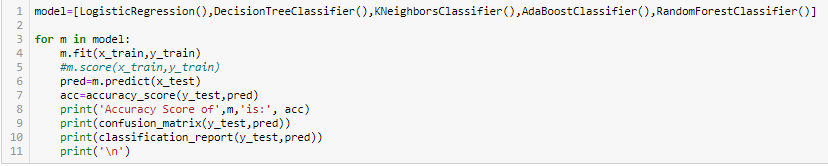 1 model=[LogisticRegression(),DecisionTreeClassifier(),KNeighborsClassifier(),AdaBoostClassifier(),RandomForestClassifier()]
2
3 for m in model:
4     m.fit(x_train,y_train)
5     #m.score(x_train,y_train)
6     pred=m.predict(x_test)
7     acc=accuracy_score(y_test,pred)
8     print('Accuracy Score of',m,'is:', acc)
9     print(confusion_matrix(y_test,pred))
10     print(classification_report(y_test,pred))
11     print('\n')